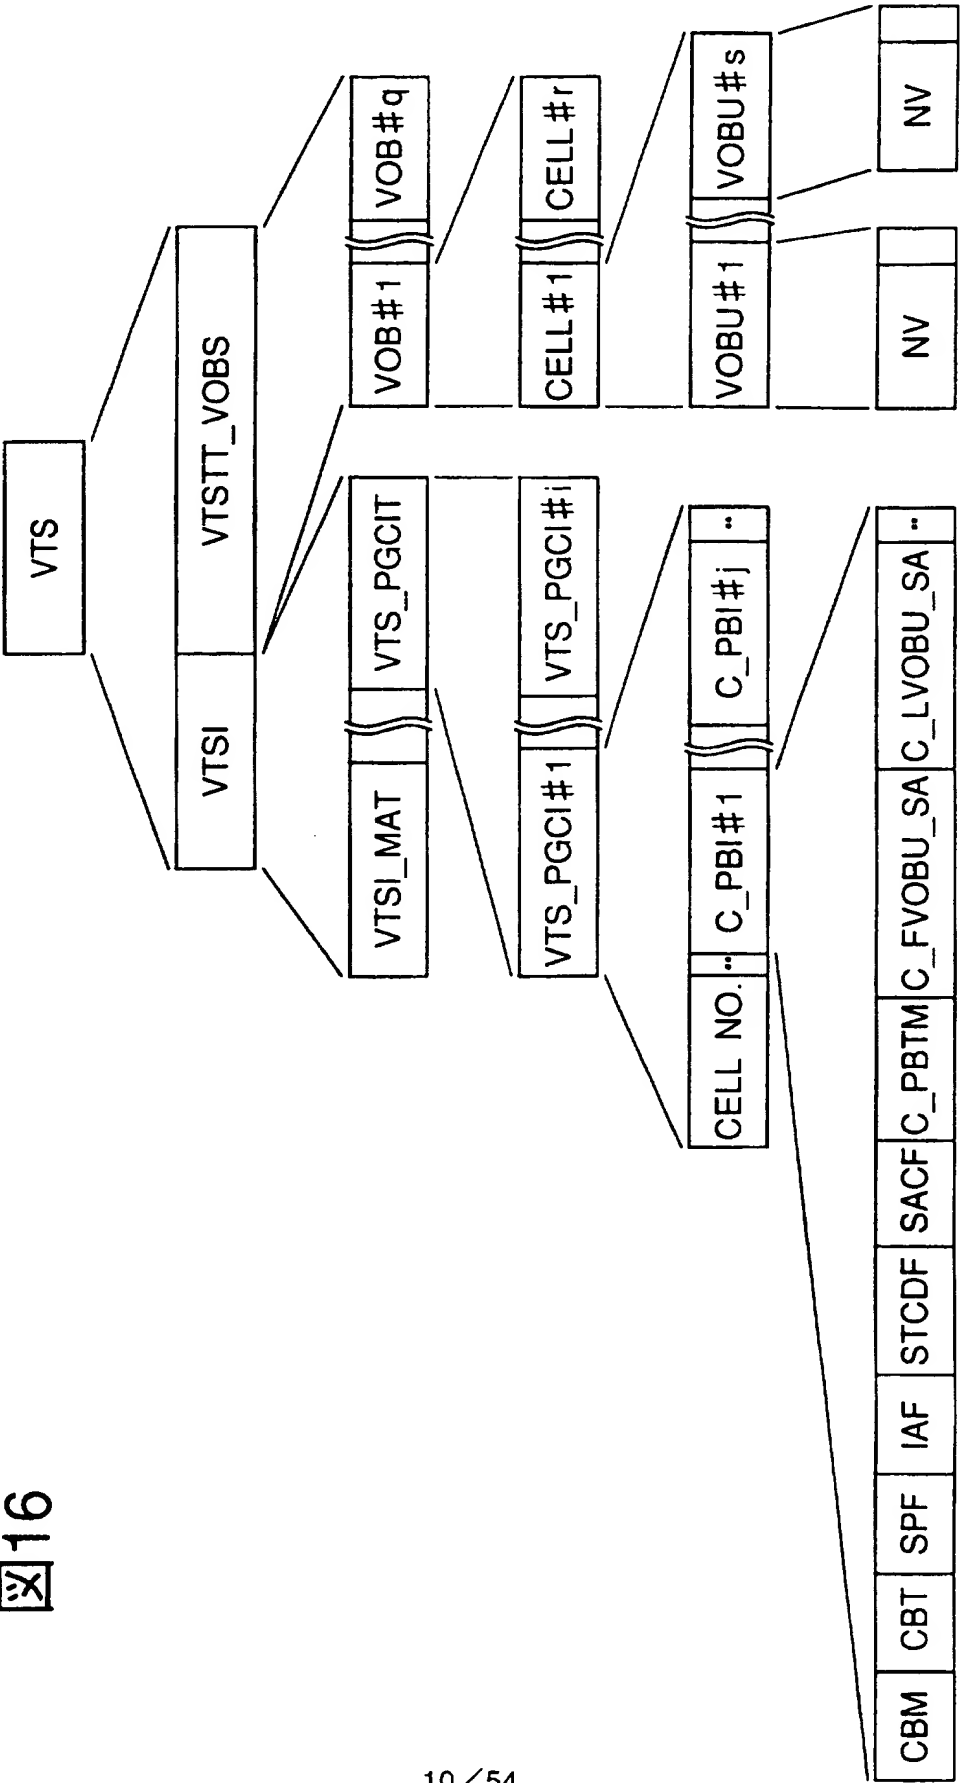 図16
VTS
VTSI VTSTT_VOBS
VTSI_MAT VTS_PGCIT VOB#1 VOB#q
VTS_PGCI#1 VTS_PGCI#i CELL#1 CELL#r
CELL NO. .. C_PBI#1 C_PBI#j .. VOBU#1 VOBU#s
CBM CBT SPF IAF STCDF SACF C_PBTM C_FVOBU_SA C_LVOBU_SA .. NV NV
10/54